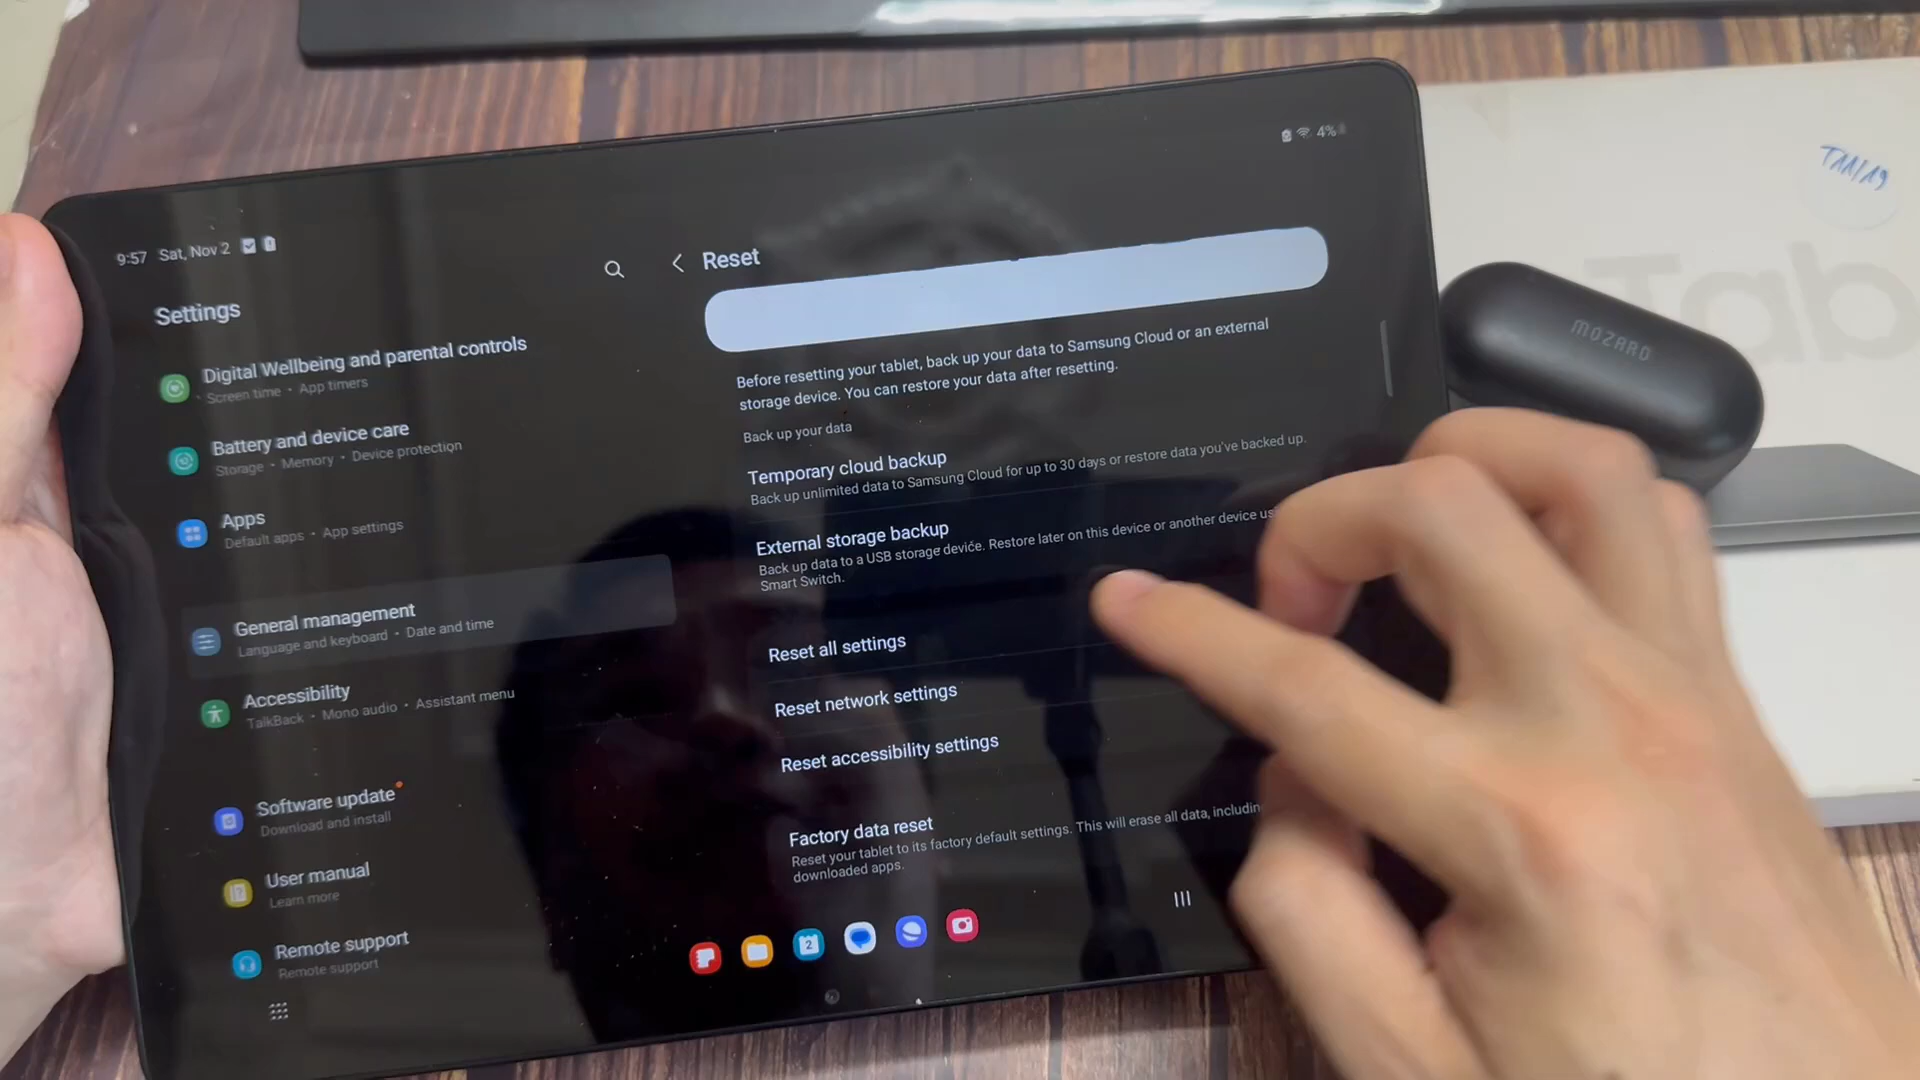 4%
9:57 Sat, Nov 2
Settings
Digital Wellbeing and parental controls
Screen time • App timers
Battery and device care
Storage • Memory • Device protection
Apps
Default apps • App settings
General management
Language and keyboard • Date and time
Accessibility
TalkBack • Mono audio • Assistant menu
Software update
Download and install
User manual
Learn more
Remote support
Remote support
Reset
Before resetting your tablet, back up your data to Samsung Cloud or an external
storage device. You can restore your data after resetting.
Back up your data
Temporary cloud backup
Back up unlimited data to Samsung Cloud for up to 30 days or restore data you've backed up.
External storage backup
Back up data to a USB storage device. Restore later on this device or another device
Smart Switch.
Reset all settings
Reset network settings
Reset accessibility settings
Factory data reset
Reset your tablet to its factory default settings. This will erase all data, including
downloaded apps.
2
MOZARD
Tab